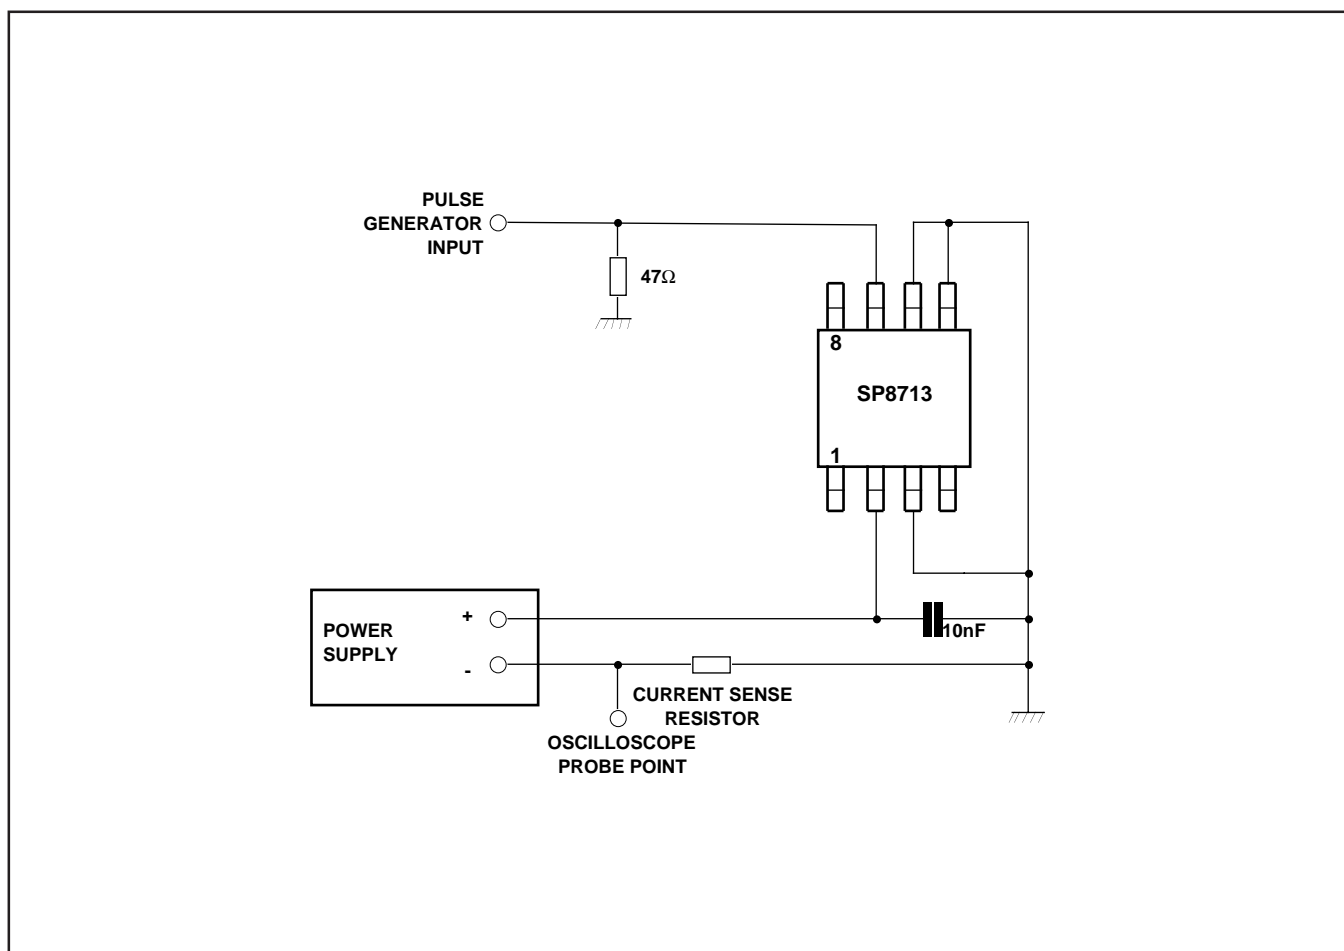 PULSE
GENERATOR
INPUT
47Ω
8
SP8713
1
+
POWER
SUPPLY
-
10nF
CURRENT SENSE
RESISTOR
OSCILLOSCOPE
PROBE POINT